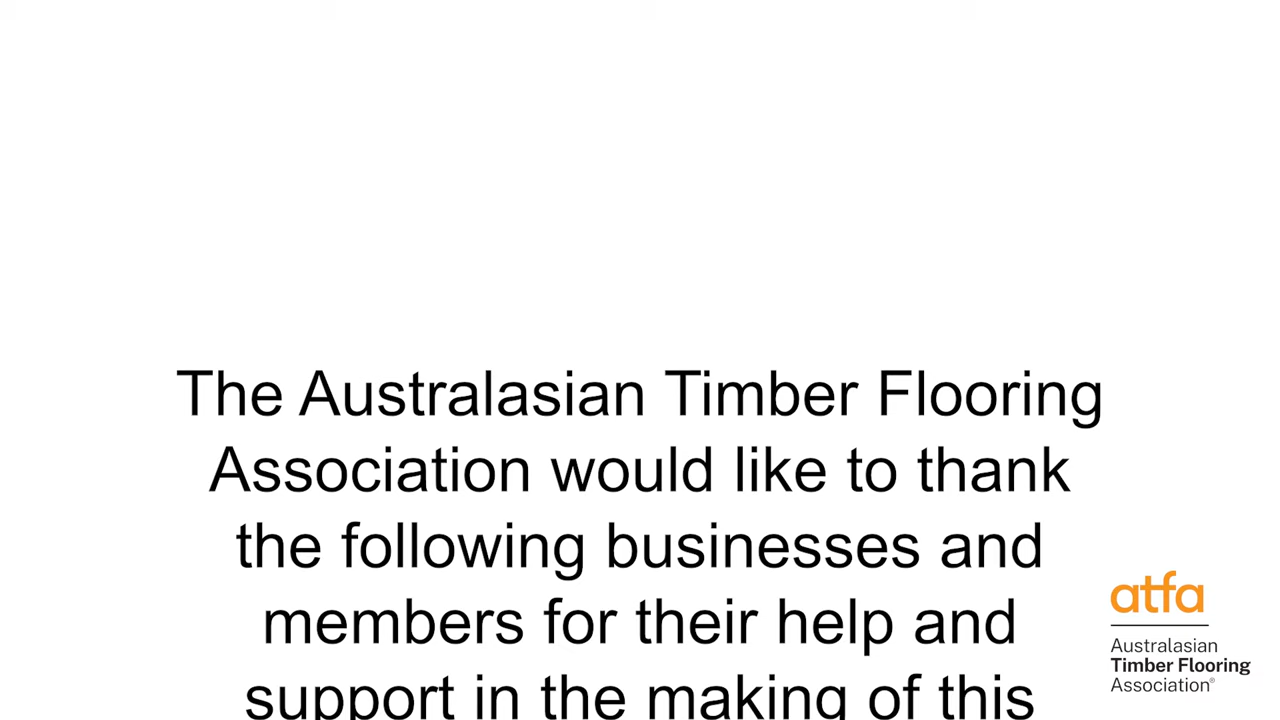 The Australasian Timber Flooring
Association would like to thank
the following businesses and
members for their help and
support in the making of this
atfa
Australasian
Timber Flooring
Association®